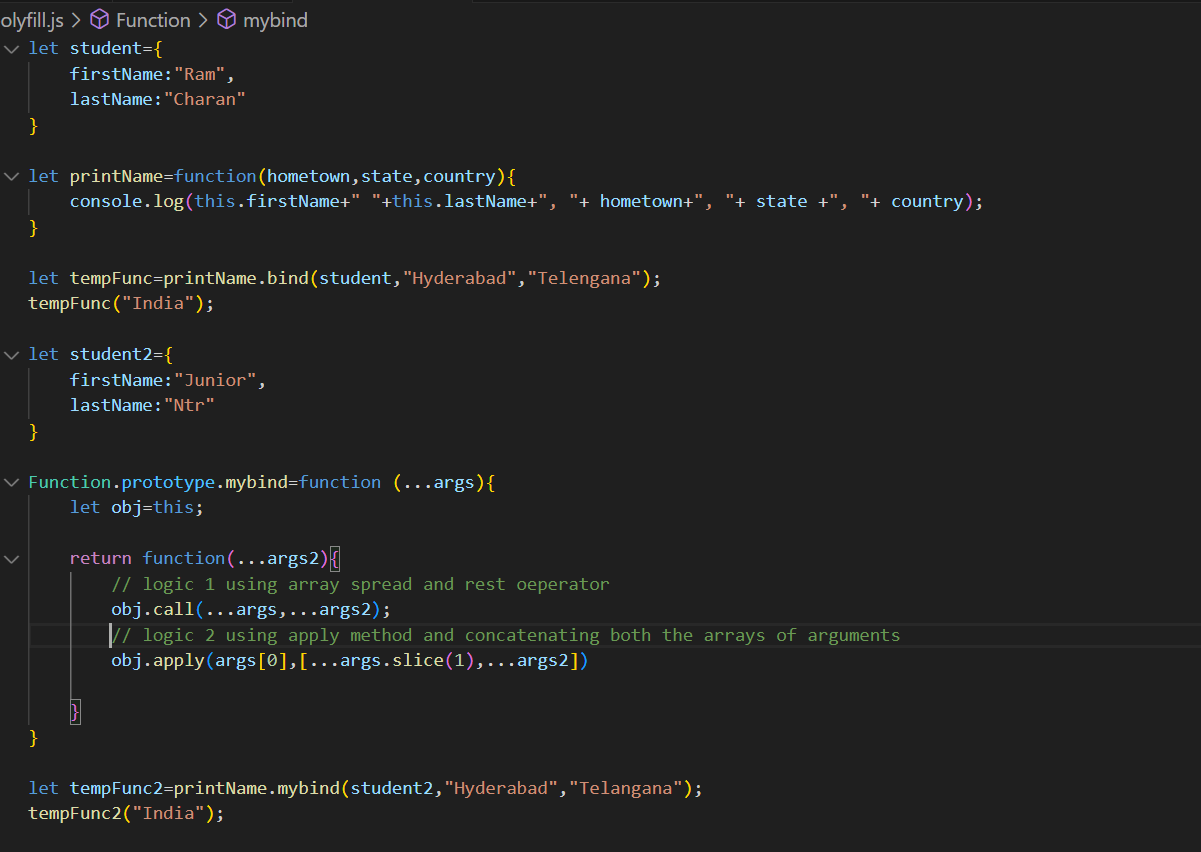 olyfill.js > Function > mybind
let student={
    firstName:"Ram",
    lastName:"Charan"
}
let printName=function(hometown,state,country){
    console.log(this.firstName+" "+this.lastName+", "+ hometown+", "+ state +", "+ country);
}
let tempFunc=printName.bind(student,"Hyderabad","Telengana");
tempFunc("India");
let student2={
    firstName:"Junior",
    lastName:"Ntr"
}
Function.prototype.mybind=function (...args){
    let obj=this;
    return function(...args2){
        // logic 1 using array spread and rest oeperator
        obj.call(...args,...args2);
        // logic 2 using apply method and concatenating both the arrays of arguments
        obj.apply(args[0],[...args.slice(1),...args2])
    }
}
let tempFunc2=printName.mybind(student2,"Hyderabad","Telangana");
tempFunc2("India");